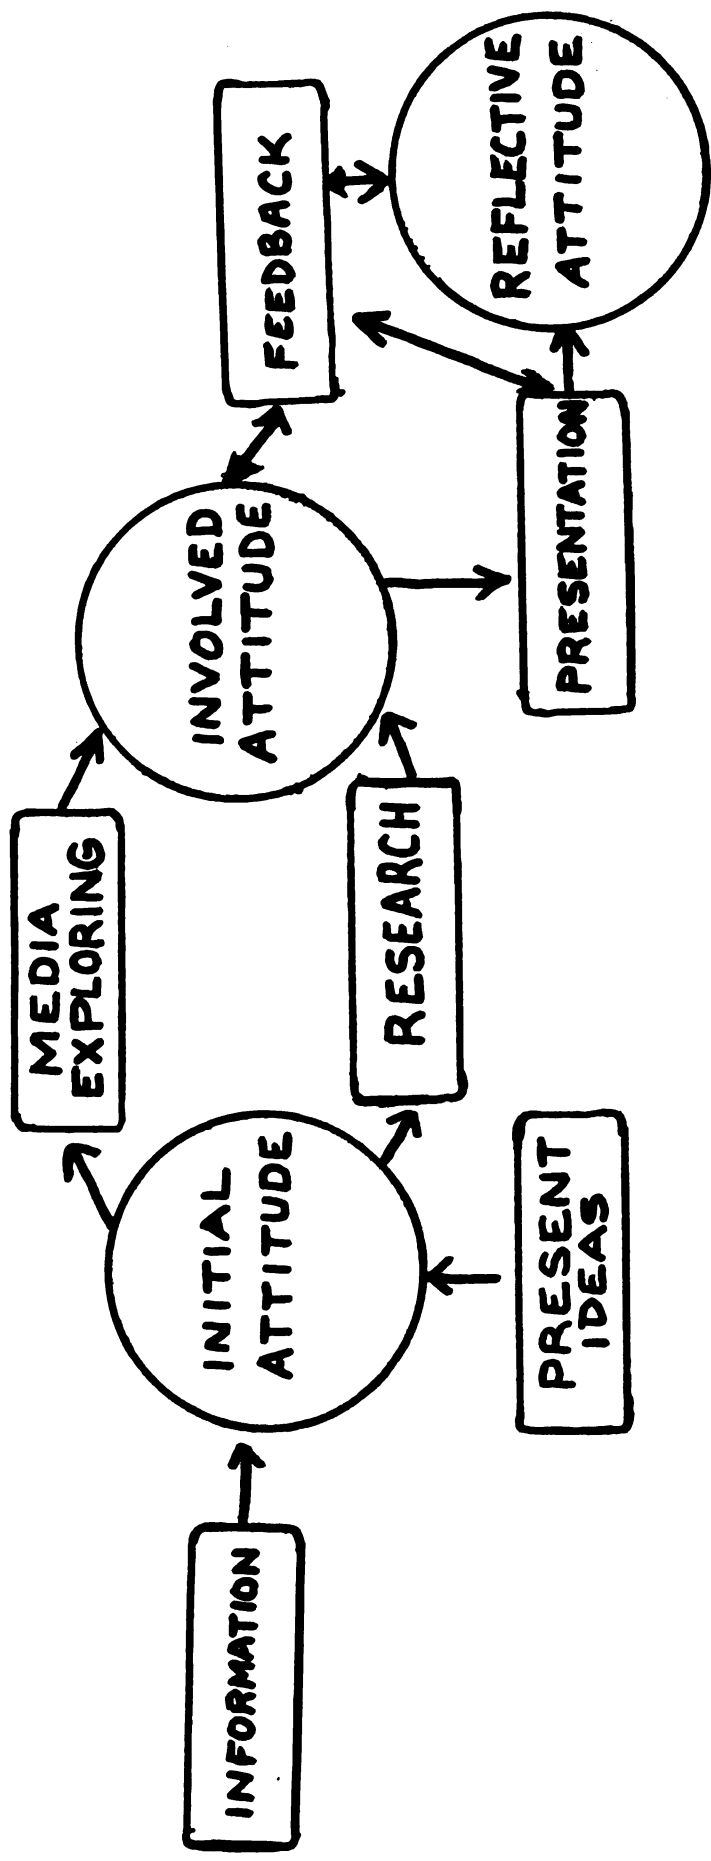 INFORMATION
PRESENT
IDEAS
INITIAL
ATTITUDE
MEDIA
EXPLORING
RESEARCH
INVOLVED
ATTITUDE
PRESENTATION
FEEDBACK
REFLECTIVE
ATTITUDE